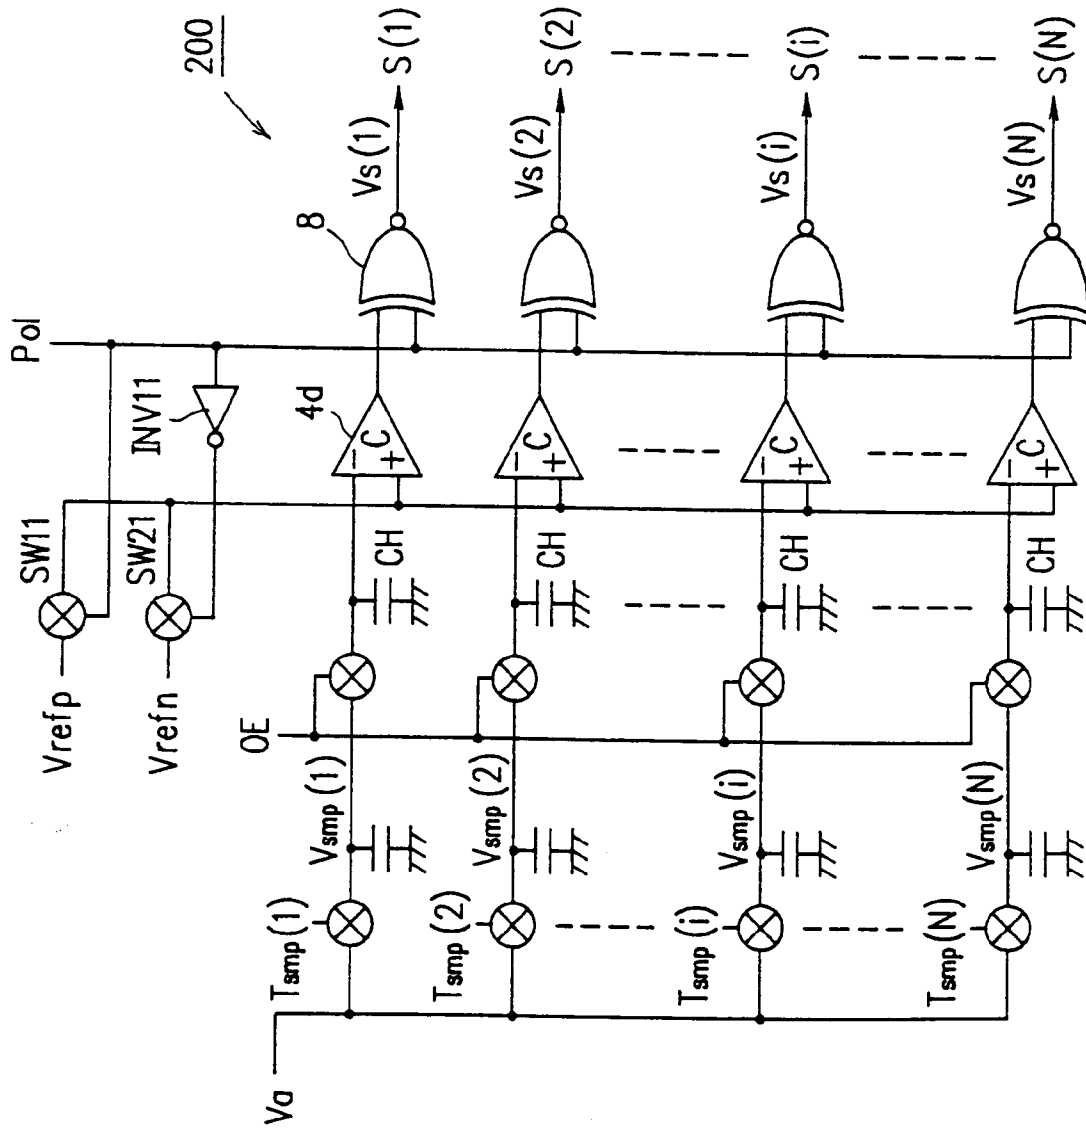 200
Pol
SW11
Vrefp
SW21
Vrefn
INV11
OE
Va
Tsmp(1)
Vsmp(1)
CH
4d
- C +
8
Vs(1)
S(1)
Tsmp(2)
Vsmp(2)
CH
- C +
Vs(2)
S(2)
Tsmp(i)
Vsmp(i)
CH
- C +
Vs(i)
S(i)
Tsmp(N)
Vsmp(N)
- C +
Vs(N)
S(N)